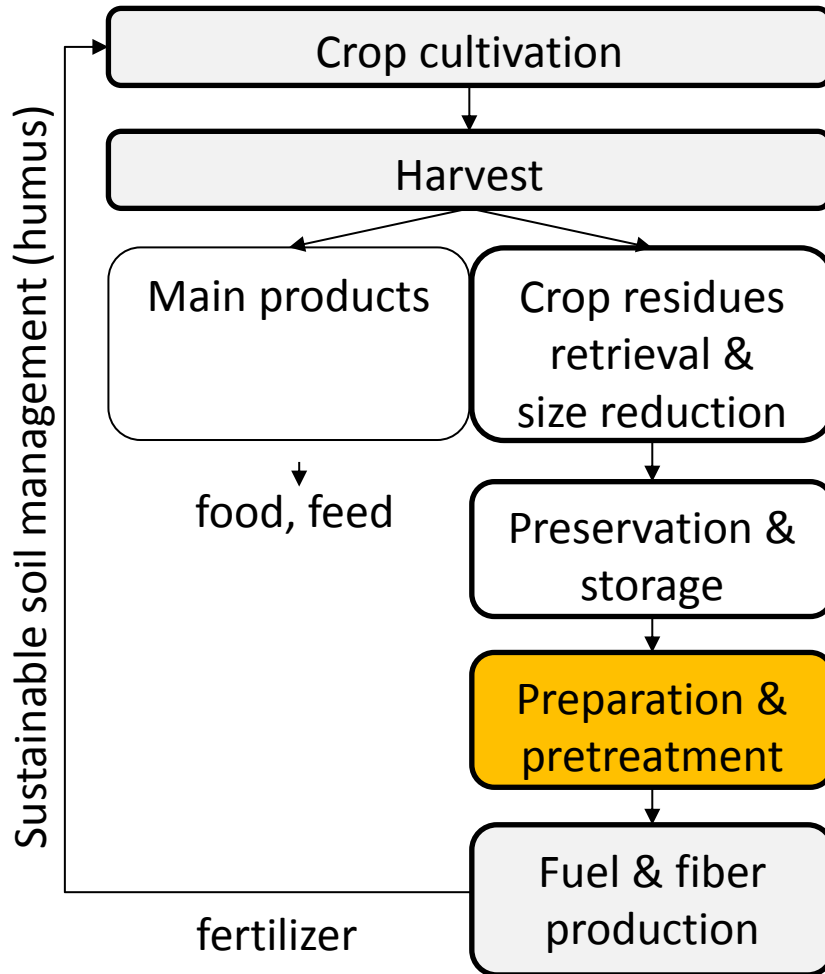 Crop cultivation
Harvest
Main products
Crop residues
retrieval &
size reduction
food, feed
Preservation &
storage
Preparation &
pretreatment
Fuel & fiber
production
fertilizer
Sustainable soil management (humus)